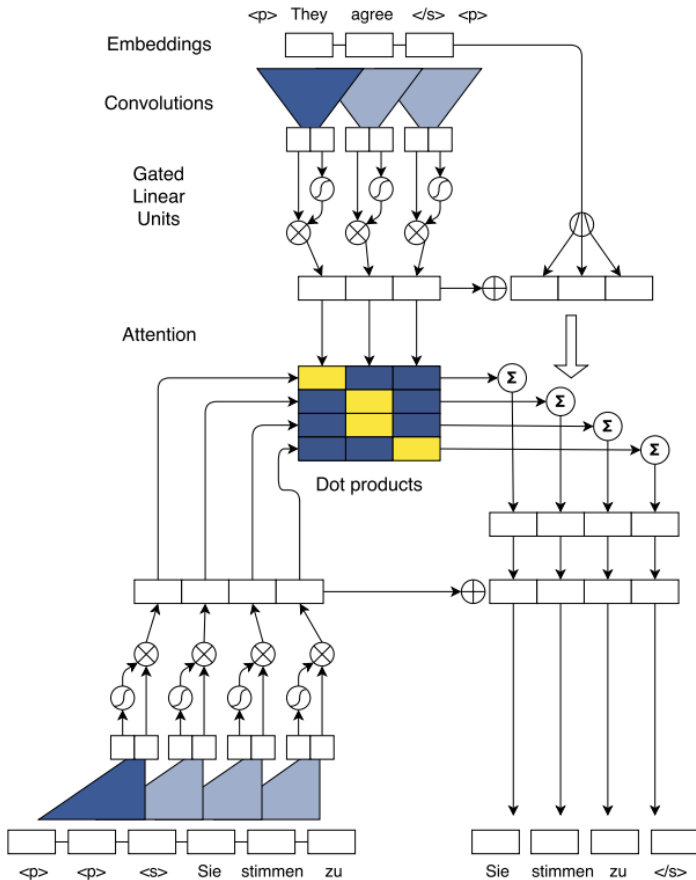 <p> They agree </s> <p>
Embeddings
Convolutions
Gated
Linear
Units
Attention
Σ
Σ
Σ
Σ
Dot products
<p> <p> <s> Sie stimmen zu
Sie stimmen zu </s>